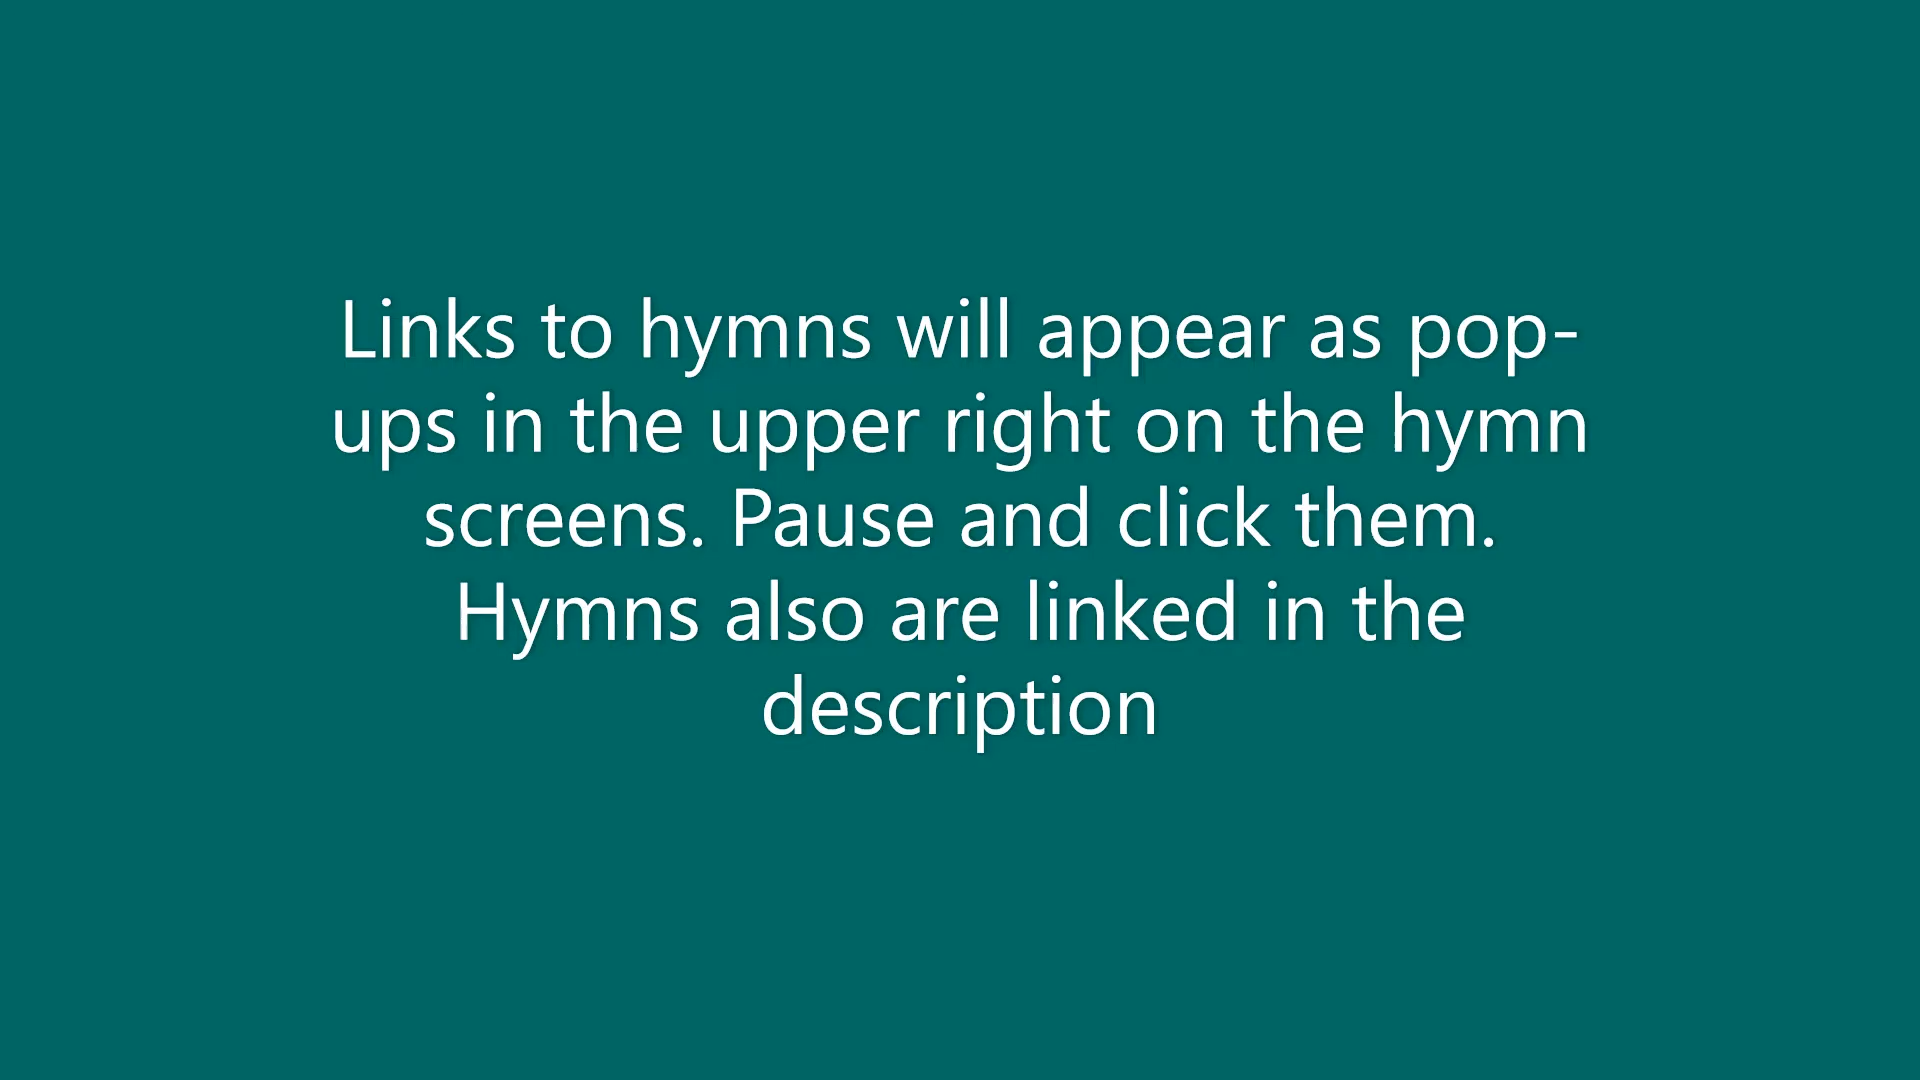 Links to hymns will appear as pop-
ups in the upper right on the hymn
screens. Pause and click them.
Hymns also are linked in the
description